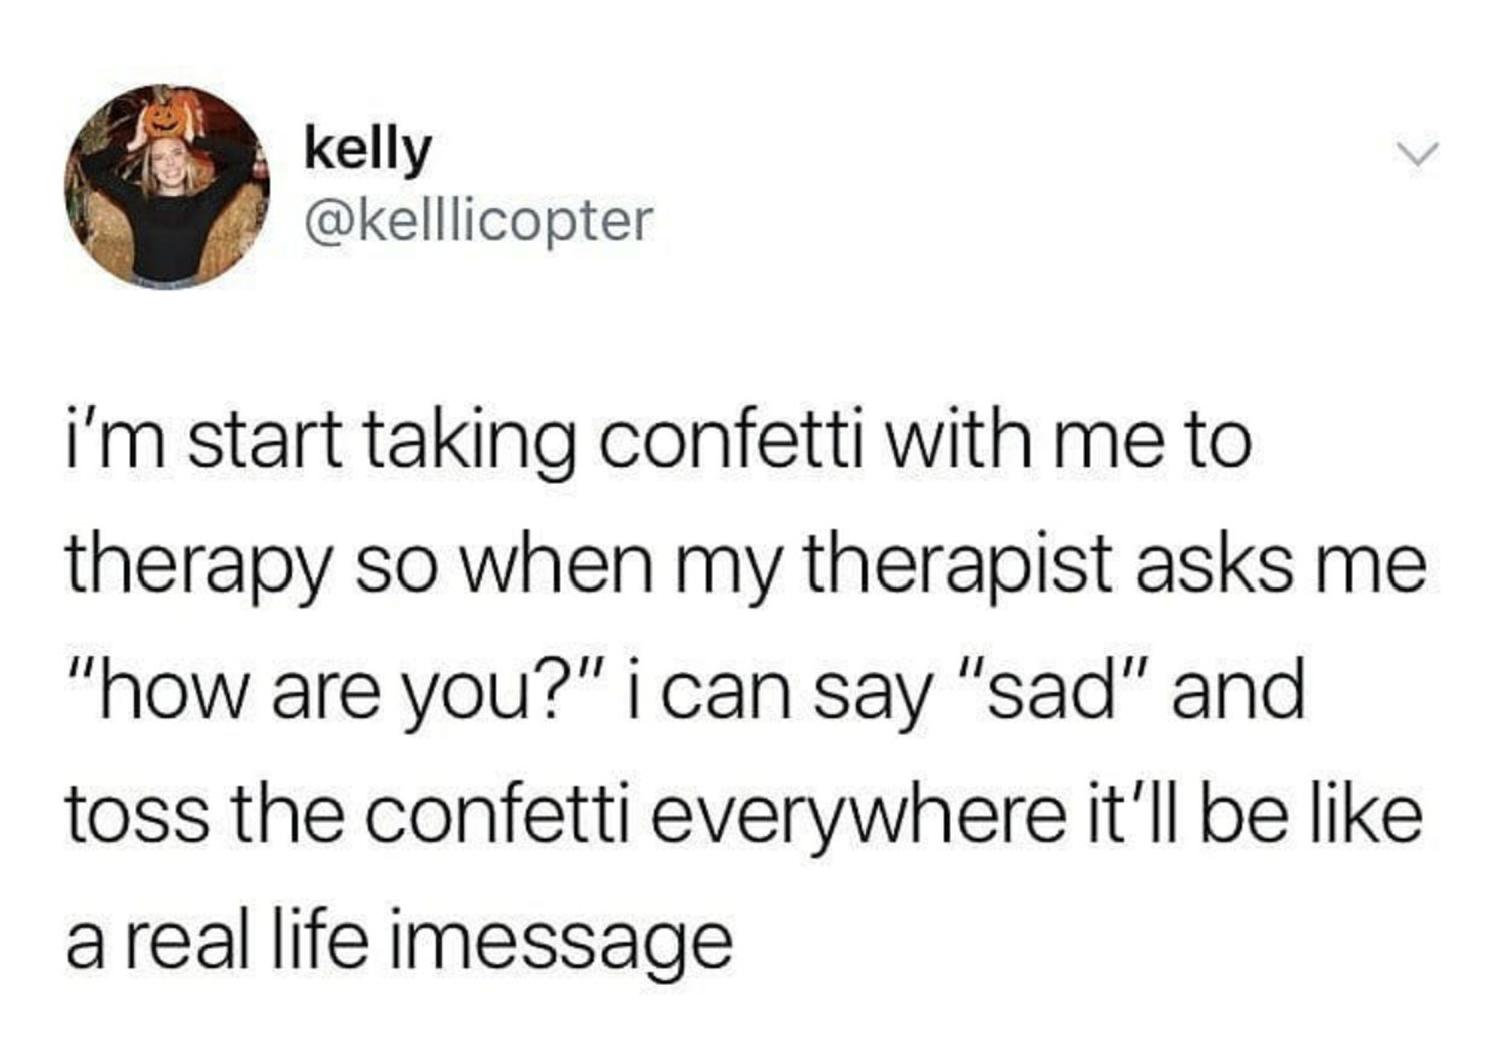 kelly
@kelllicopter
i'm start taking confetti with me to
therapy so when my therapist asks me
"how are you?" i can say "sad" and
toss the confetti everywhere it'll be like
a real life imessage